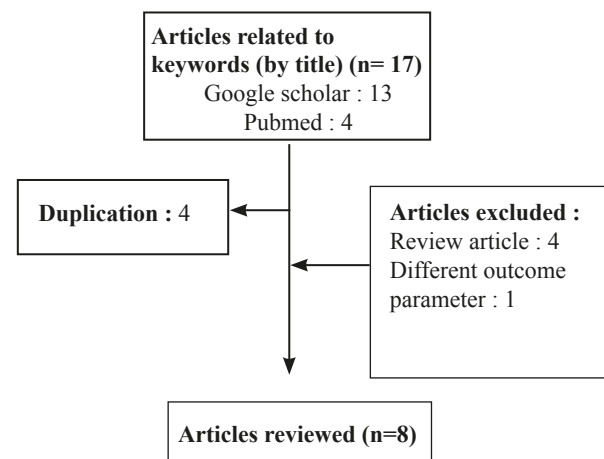 Articles related to
keywords (by title) (n= 17)
Google scholar : 13
Pubmed : 4
Duplication : 4
Articles excluded :
Review article : 4
Different outcome
parameter : 1
Articles reviewed (n=8)